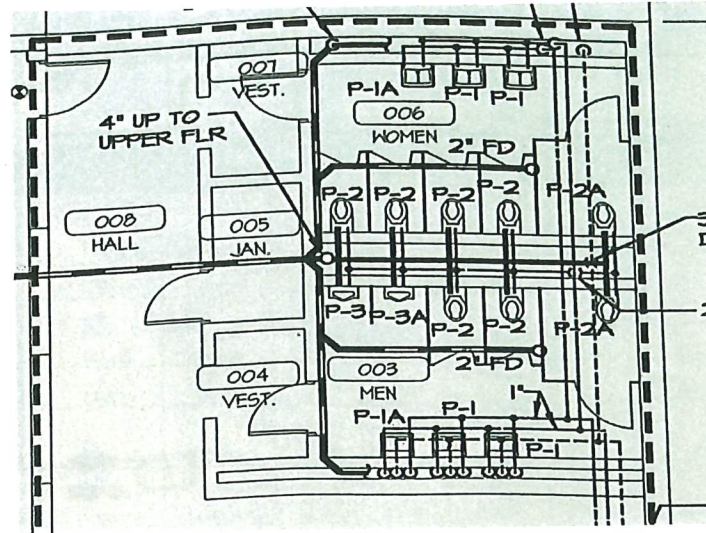 007
VEST.
P-1A
P-1
P-1
006
WOMEN
4" UP TO
UPPER FLR
2" FD
P-2
P-2
P-2
P-2
P-2A
008
HALL
005
JAN.
P-3
P-3A
P-2
P-2
P-2A
2" FD
004
VEST.
003
MEN
1"
P-1A
P-1
P-1